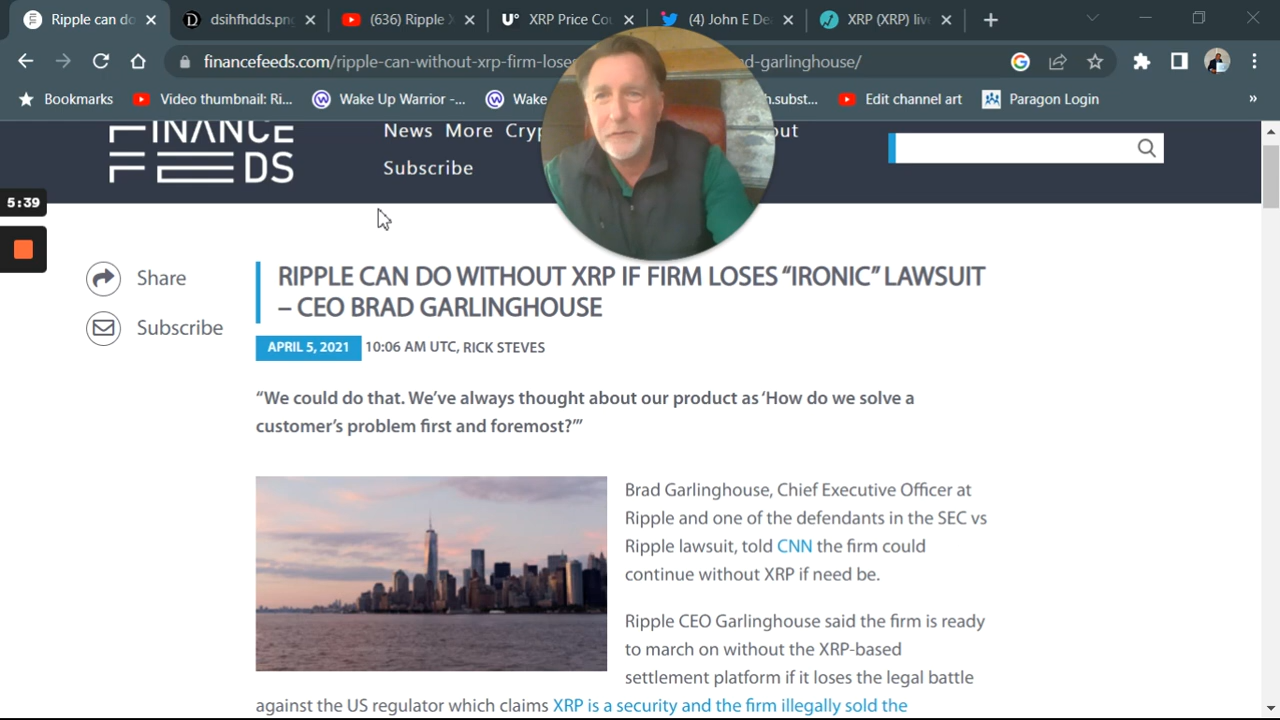 Ripple can do
dsihfhdds.pn
(636) Ripple X
XRP Price Cou
(4) John E De
XRP (XRP) live
financefeeds.com/ripple-can-without-xrp-firm-lose
d-garlinghouse/
Bookmarks
Video thumbnail: Ri...
Wake Up Warrior -...
Wake
h.subst...
Edit channel art
Paragon Login
»
FINANCE
FEEDS
News More Cryp
out
Subscribe
5:39
Share
Subscribe
RIPPLE CAN DO WITHOUT XRP IF FIRM LOSES “IRONIC” LAWSUIT
– CEO BRAD GARLINGHOUSE
APRIL 5, 2021 10:06 AM UTC, RICK STEVES
“We could do that. We’ve always thought about our product as ‘How do we solve a
customer’s problem first and foremost?’”
Brad Garlinghouse, Chief Executive Officer at
Ripple and one of the defendants in the SEC vs
Ripple lawsuit, told CNN the firm could
continue without XRP if need be.
Ripple CEO Garlinghouse said the firm is ready
to march on without the XRP-based
settlement platform if it loses the legal battle
against the US regulator which claims XRP is a security and the firm illegally sold the